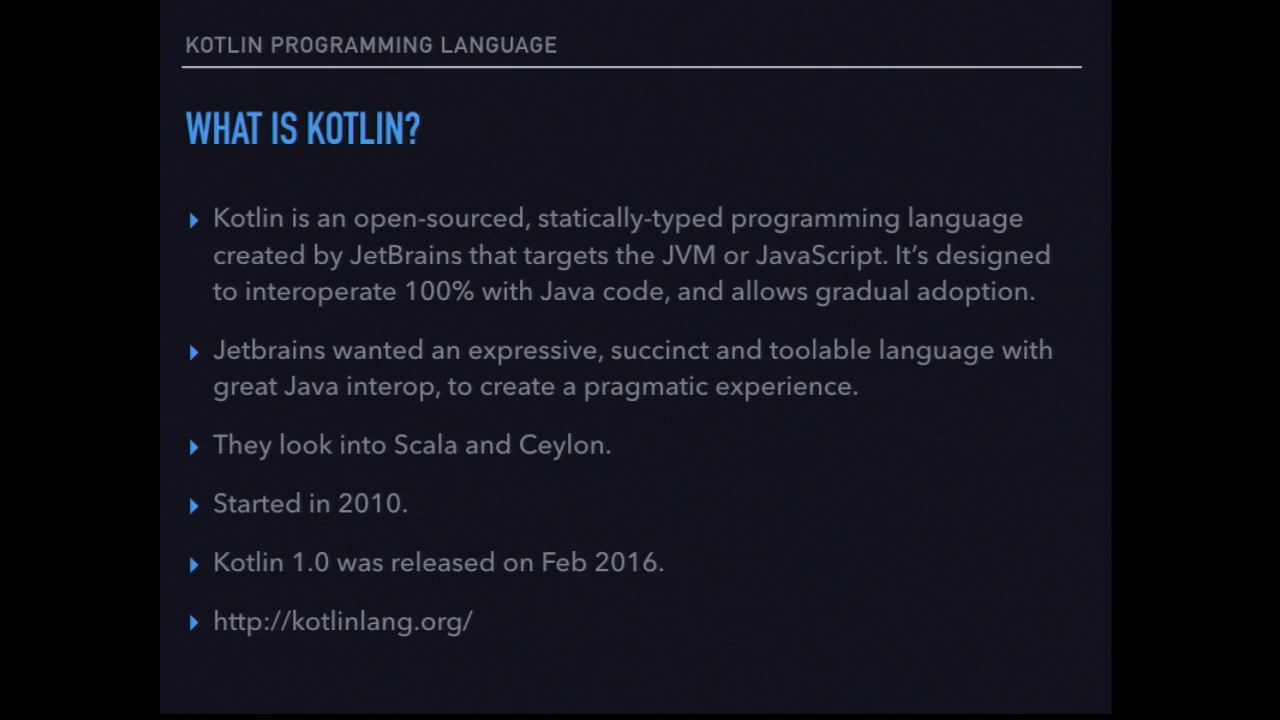 KOTLIN PROGRAMMING LANGUAGE
WHAT IS KOTLIN?
Kotlin is an open-sourced, statically-typed programming language
created by JetBrains that targets the JVM or JavaScript. It’s designed
to interoperate 100% with Java code, and allows gradual adoption.
Jetbrains wanted an expressive, succinct and toolable language with
great Java interop, to create a pragmatic experience.
They look into Scala and Ceylon.
Started in 2010.
Kotlin 1.0 was released on Feb 2016.
http://kotlinlang.org/